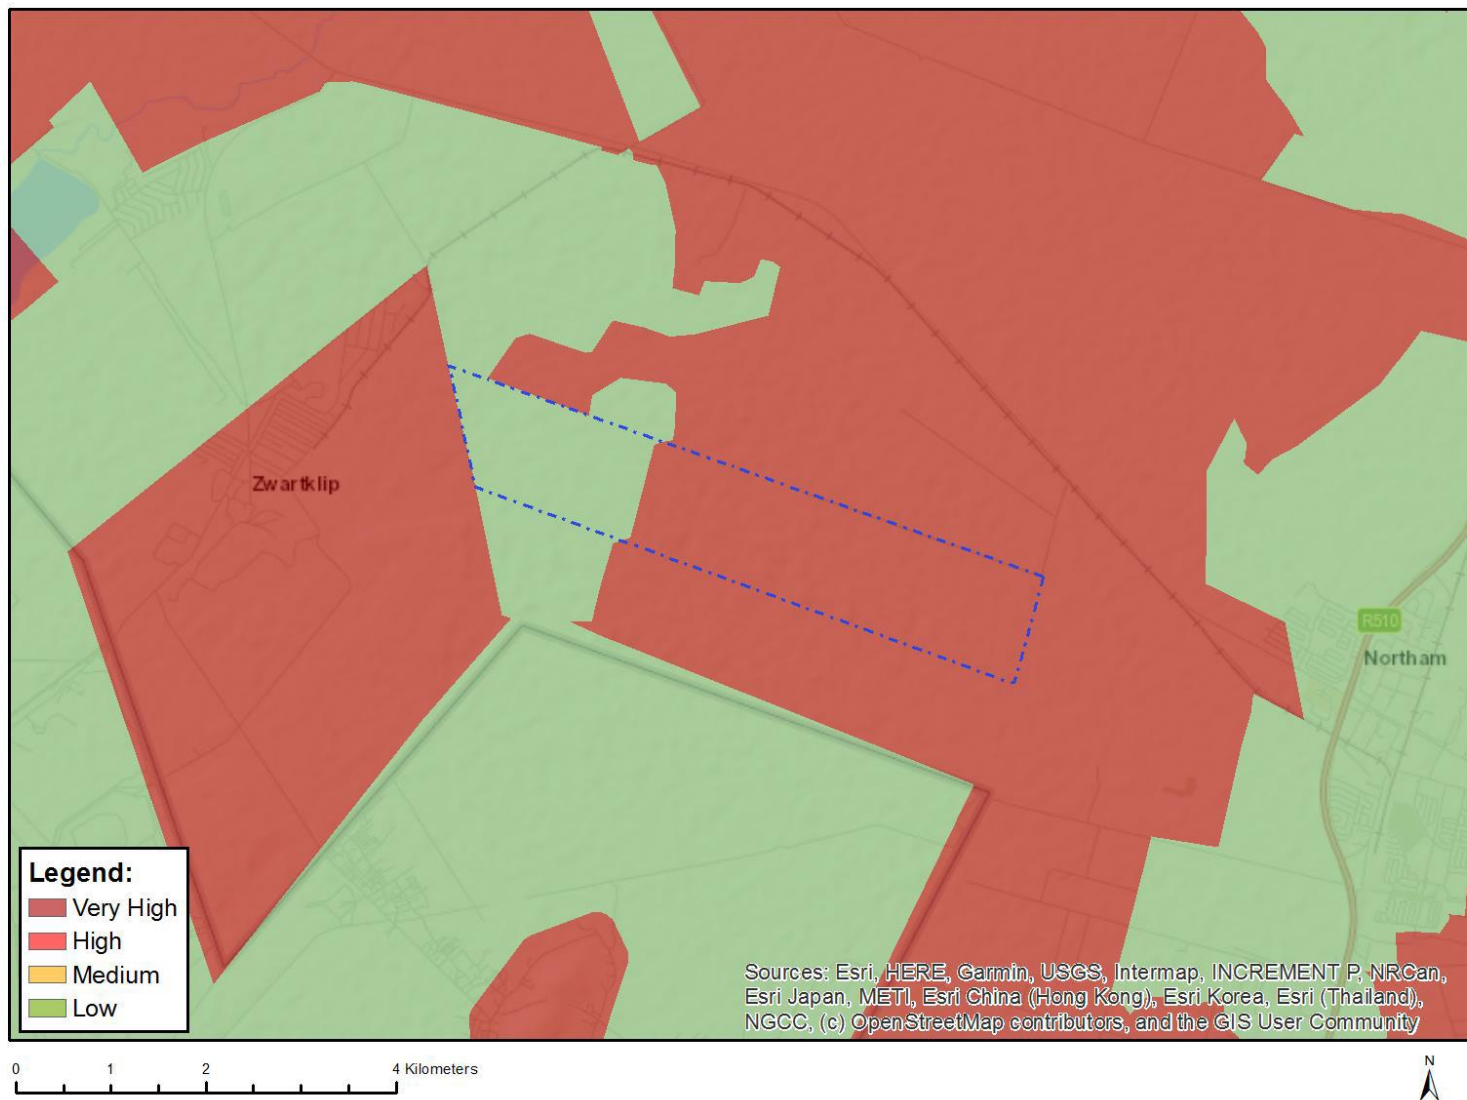 Zwartklip
R510
Northam
Legend:
Very High
High
Medium
Low
Sources: Esri, HERE, Garmin, USGS, Intermap, INCREMENT P, NRCan,
Esri Japan, METI, Esri China (Hong Kong), Esri Korea, Esri (Thailand),
NGCC, (c) OpenStreetMap contributors, and the GIS User Community
0 1 2 4 Kilometers
N